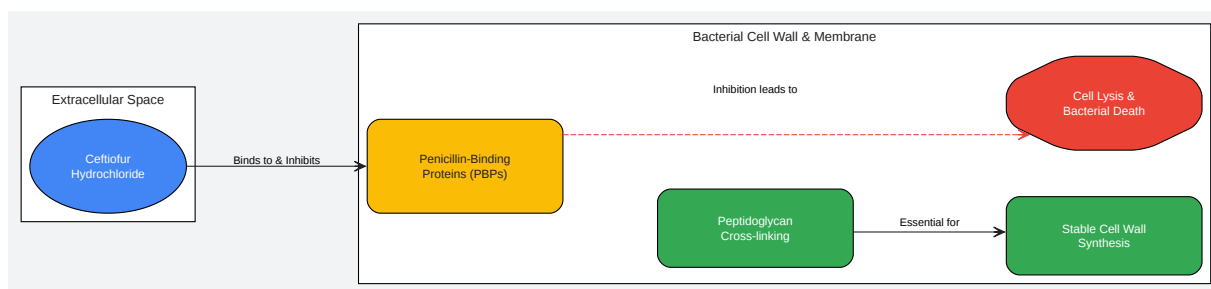 Bacterial Cell Wall & Membrane
Extracellular Space
Ceftiofur
Hydrochloride
Binds to & Inhibits
Penicillin-Binding
Proteins (PBPs)
Inhibition leads to
Cell Lysis &
Bacterial Death
Peptidoglycan
Cross-linking
Essential for
Stable Cell Wall
Synthesis